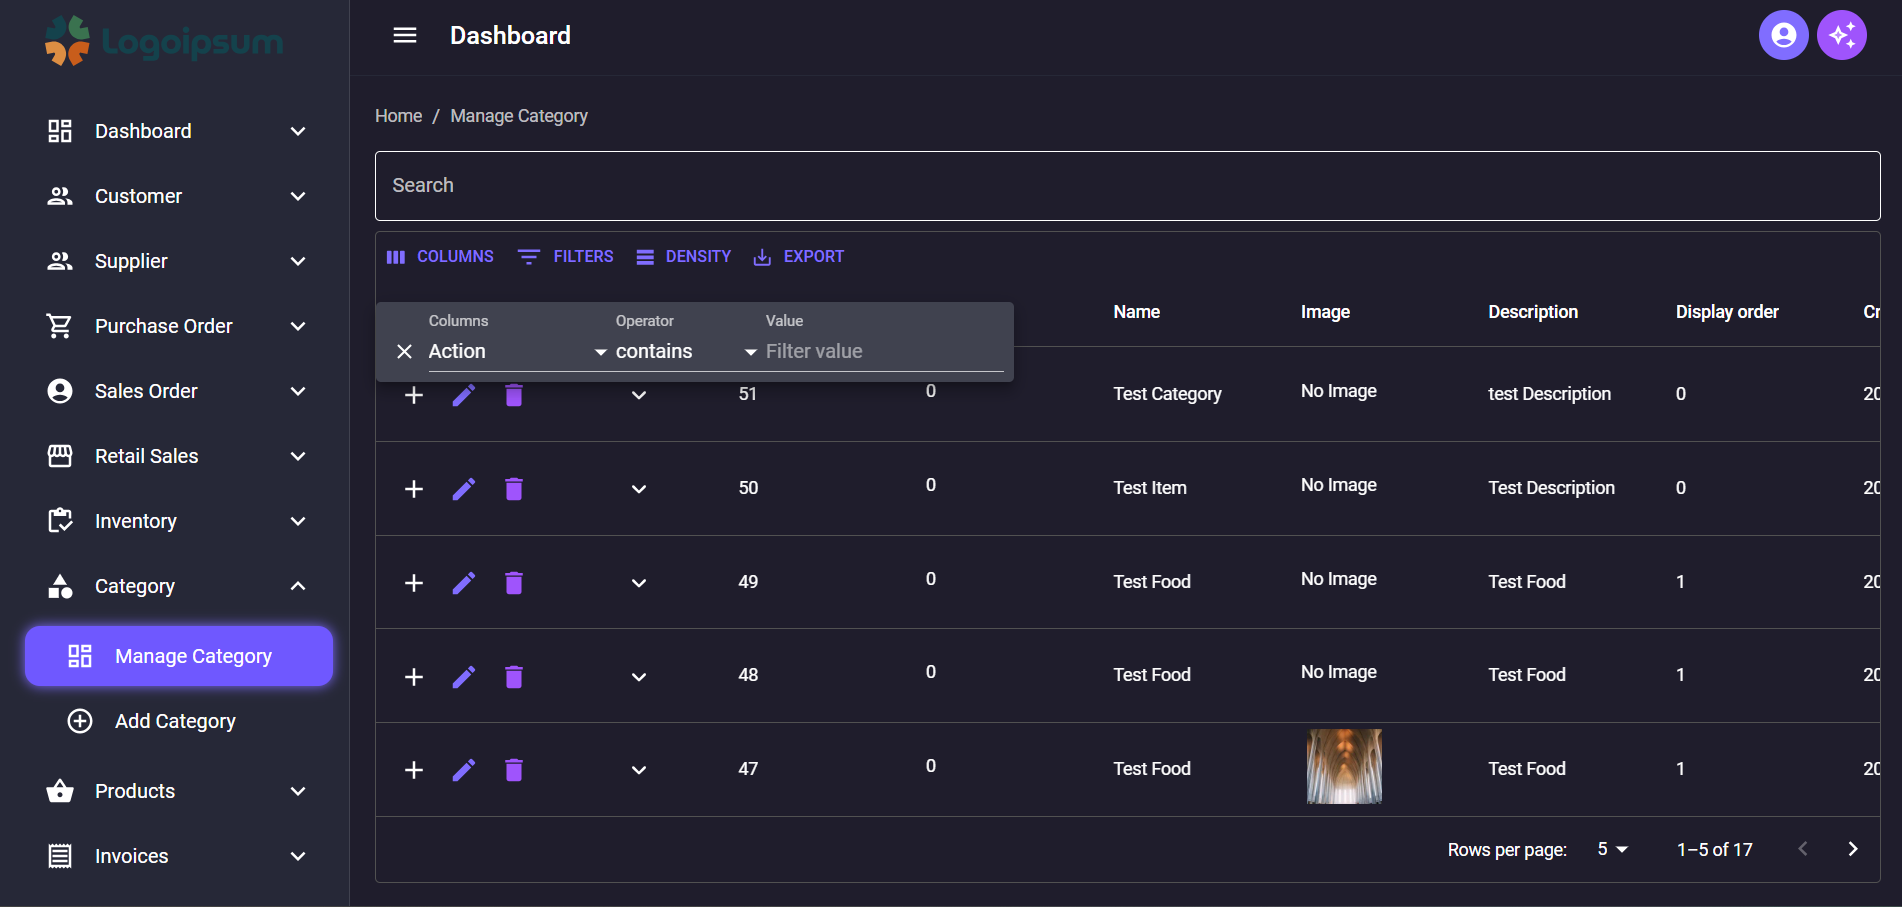 Logoipsum
Dashboard
Customer
Supplier
Purchase Order
Sales Order
Retail Sales
Inventory
Category
Manage Category
Add Category
Products
Invoices
Dashboard
Home / Manage Category
Search
COLUMNS FILTERS DENSITY EXPORT
Columns Operator Value
Action contains Filter value
Name Image Description Display order Cr
51 0 Test Category No Image test Description 0 20
50 0 Test Item No Image Test Description 0 20
49 0 Test Food No Image Test Food 1 20
48 0 Test Food No Image Test Food 1 20
47 0 Test Food Test Food 1 20
Rows per page: 5 1–5 of 17